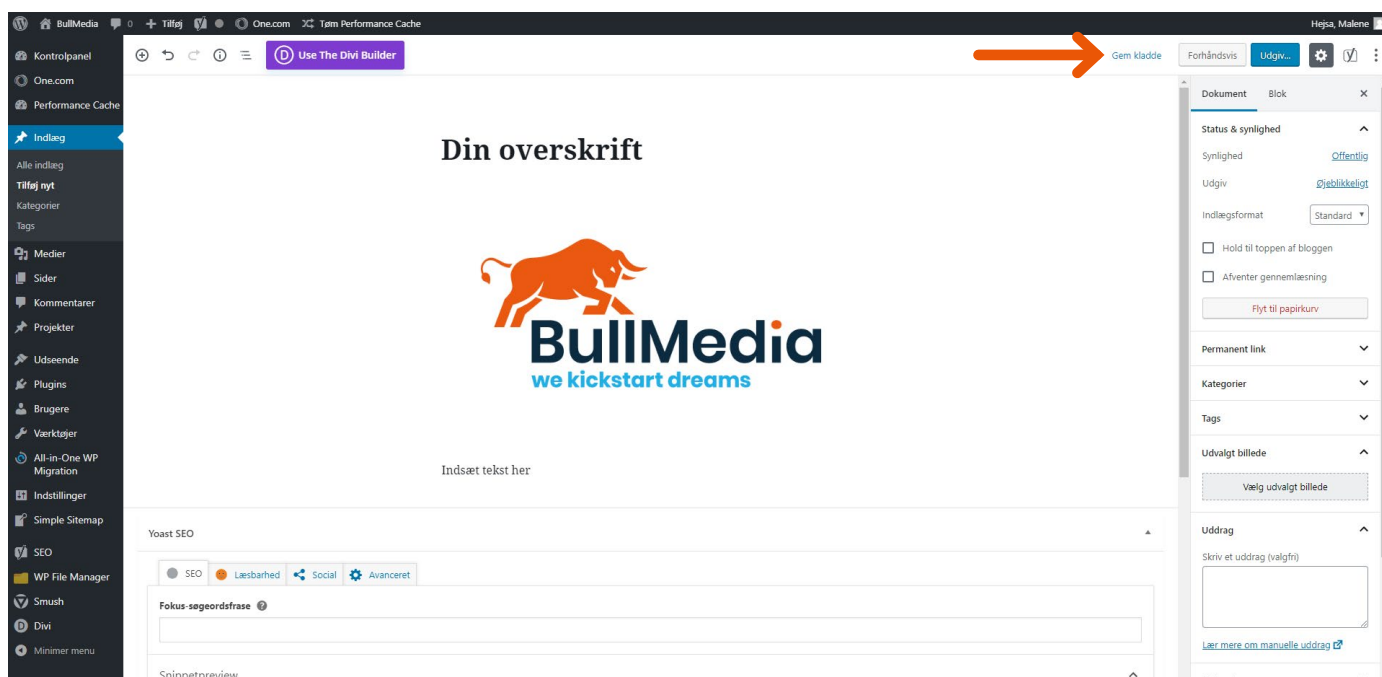 BullMedia 0 Tilføj One.com Tøm Performance Cache Hejsa, Malene
Kontrolpanel
One.com
Performance Cache
Indlæg
Alle indlæg
Tilføj nyt
Kategorier
Tags
Medier
Sider
Kommentarer
Projekter
Udseende
Plugins
Brugere
Værktøjer
All-in-One WP
Migration
Indstillinger
Simple Sitemap
SEO
WP File Manager
Smush
Divi
Minimer menu
D Use The Divi Builder Gem kladde Forhåndsvis Udgiv...
Din overskrift
BullMedia
we kickstart dreams
Indsæt tekst her
Yoast SEO
SEO Læsbarhed Social Avanceret
Fokus-søgeordsfrase
Snippetpreview
Dokument Blok
Status & synlighed
Synlighed Offentlig
Udgiv Øjeblikkeligt
Indlægsformat Standard
Hold til toppen af bloggen
Afventer gennemlæsning
Flyt til papirkurv
Permanent link
Kategorier
Tags
Udvalgt billede
Vælg udvalgt billede
Uddrag
Skriv et uddrag (valgfri)
Lær mere om manuelle uddrag